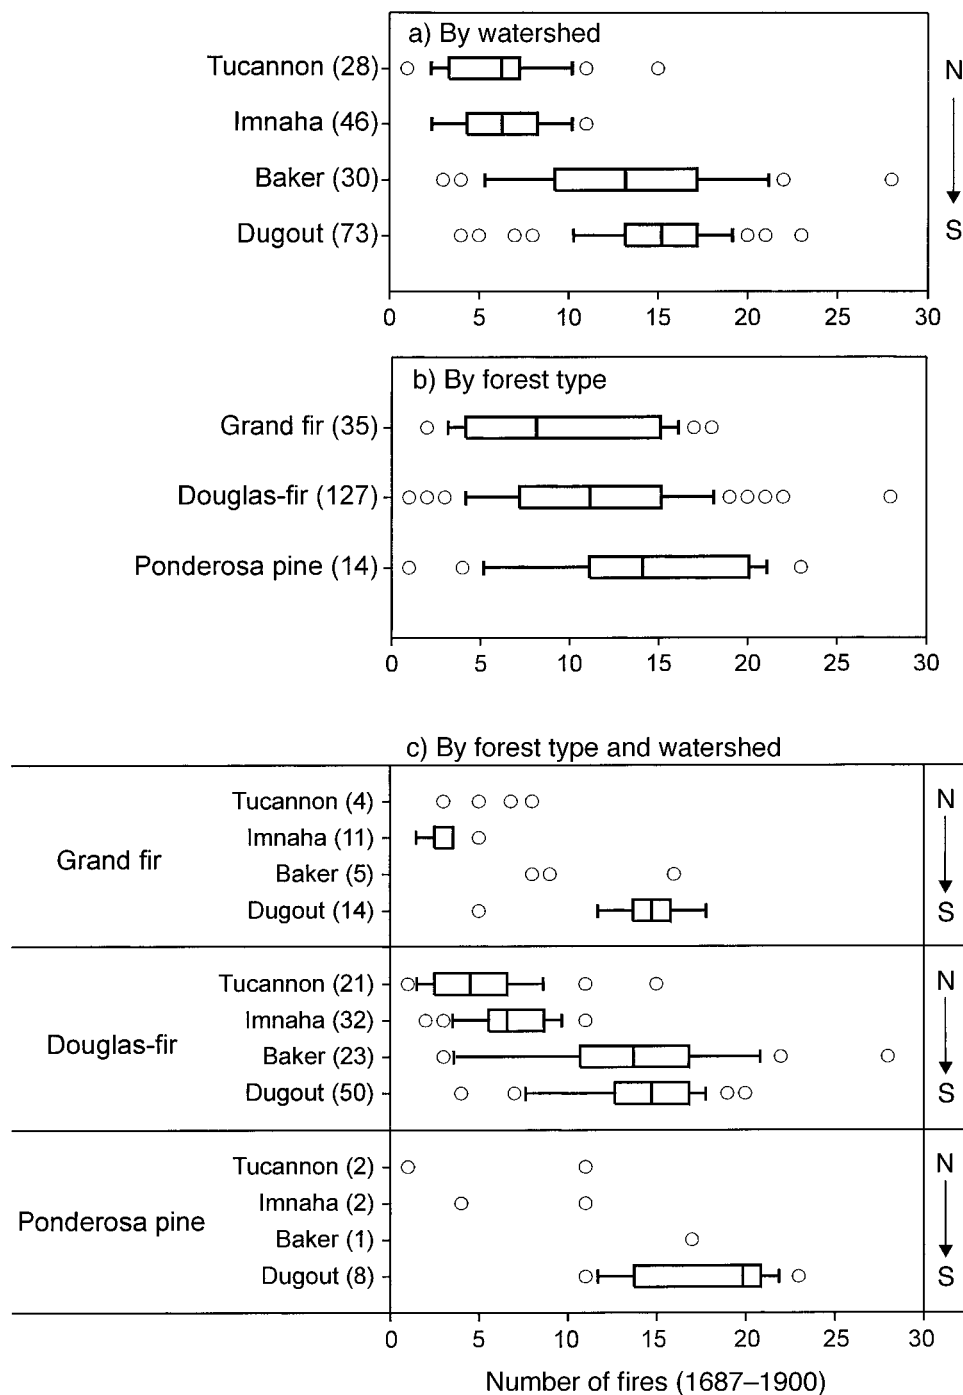 a) By watershed
Tucannon (28)
N
Imnaha (46)
Baker (30)
Dugout (73)
S
0 5 10 15 20 25 30
b) By forest type
Grand fir (35)
Douglas-fir (127)
Ponderosa pine (14)
0 5 10 15 20 25 30
c) By forest type and watershed
Tucannon (4)
N
Imnaha (11)
Grand fir
Baker (5)
Dugout (14)
S
Tucannon (21)
N
Imnaha (32)
Douglas-fir
Baker (23)
Dugout (50)
S
Tucannon (2)
N
Imnaha (2)
Ponderosa pine
Baker (1)
Dugout (8)
S
0 5 10 15 20 25 30
Number of fires (1687–1900)